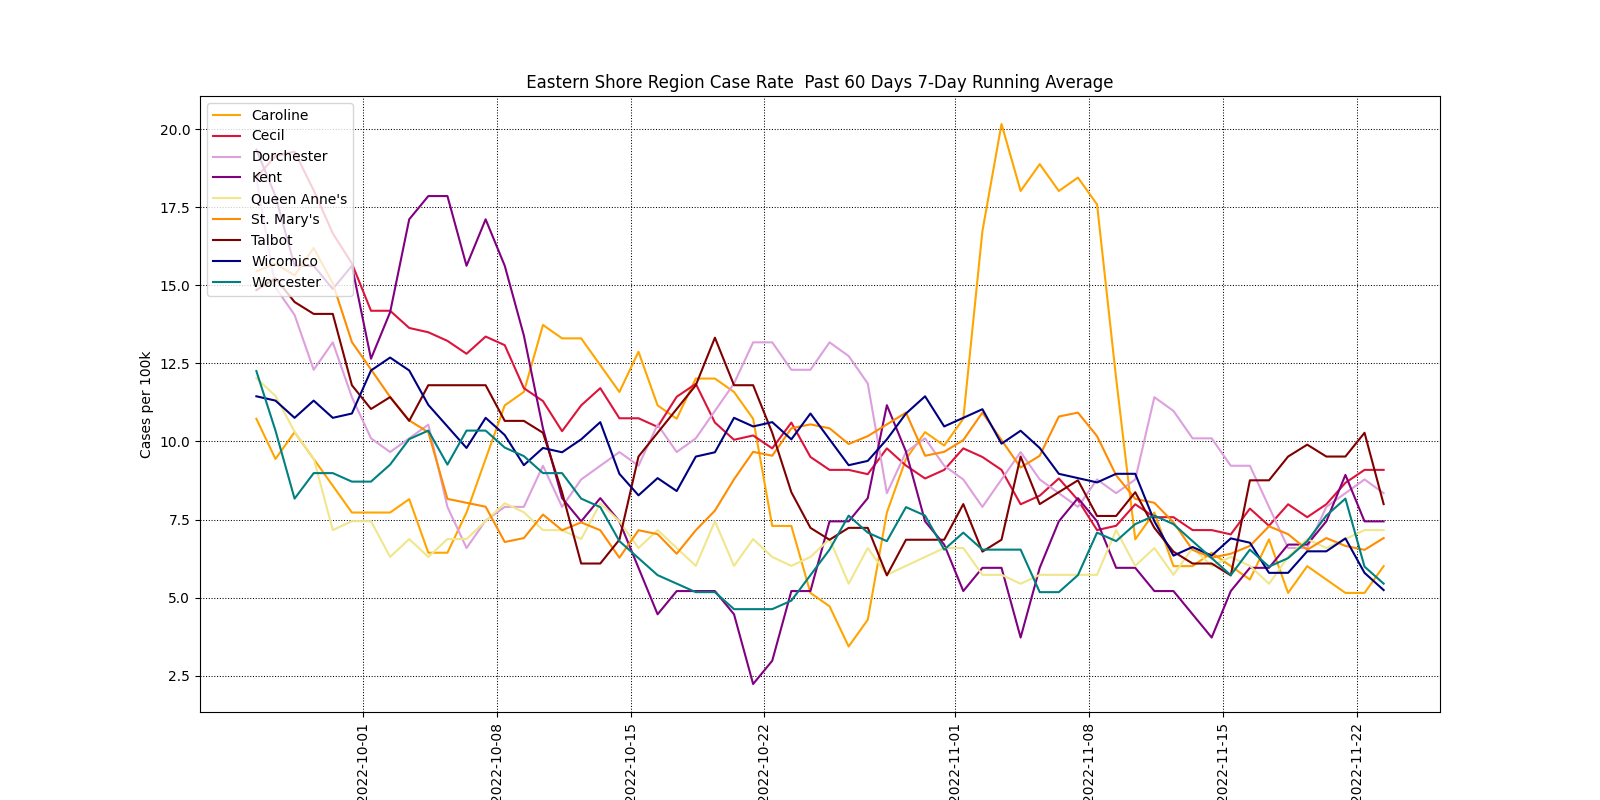 Eastern Shore Region Case Rate  Past 60 Days 7-Day Running Average
Caroline
Cecil
Dorchester
Kent
Queen Anne's
St. Mary's
Talbot
Wicomico
Worcester
Cases per 100k
20.0
17.5
15.0
12.5
10.0
7.5
5.0
2.5
2022-10-01
2022-10-08
2022-10-15
2022-10-22
2022-11-01
2022-11-08
2022-11-15
2022-11-22